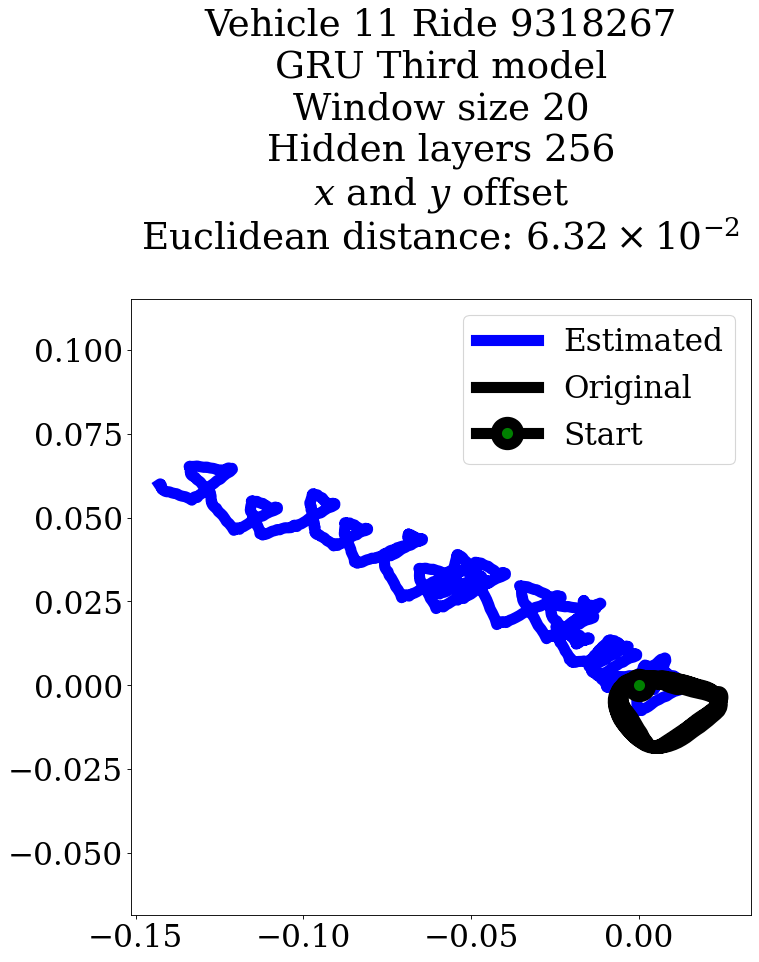 Vehicle 11 Ride 9318267
GRU Third model
Window size 20
Hidden layers 256
x and y offset
Euclidean distance: 6.32 × 10⁻²
Estimated
Original
Start
0.100
0.075
0.050
0.025
0.000
−0.025
−0.050
−0.15 −0.10 −0.05 0.00